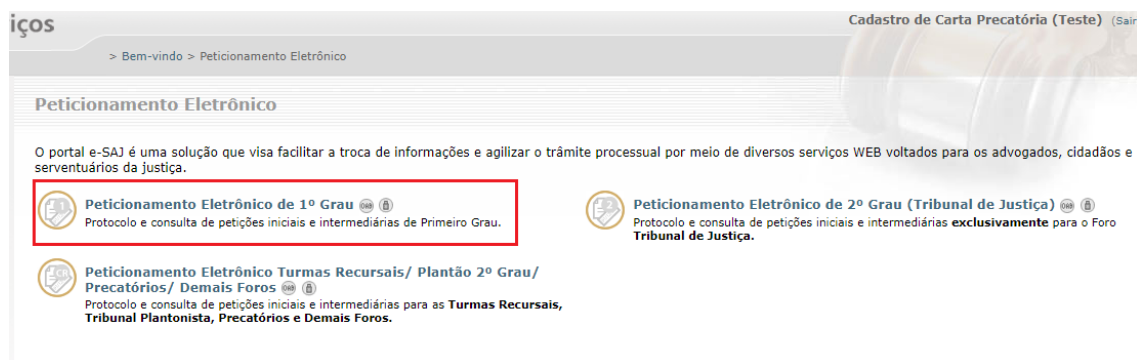 iços
Cadastro de Carta Precatória (Teste) (Sair
> Bem-vindo > Peticionamento Eletrônico
Peticionamento Eletrônico
O portal e-SAJ é uma solução que visa facilitar a troca de informações e agilizar o trâmite processual por meio de diversos serviços WEB voltados para os advogados, cidadãos e
serventuários da justiça.
Peticionamento Eletrônico de 1º Grau
Protocolo e consulta de petições iniciais e intermediárias de Primeiro Grau.
Peticionamento Eletrônico de 2º Grau (Tribunal de Justiça)
Protocolo e consulta de petições iniciais e intermediárias exclusivamente para o Foro
Tribunal de Justiça.
Peticionamento Eletrônico Turmas Recursais/ Plantão 2º Grau/
Precatórios/ Demais Foros
Protocolo e consulta de petições iniciais e intermediárias para as Turmas Recursais,
Tribunal Plantonista, Precatórios e Demais Foros.